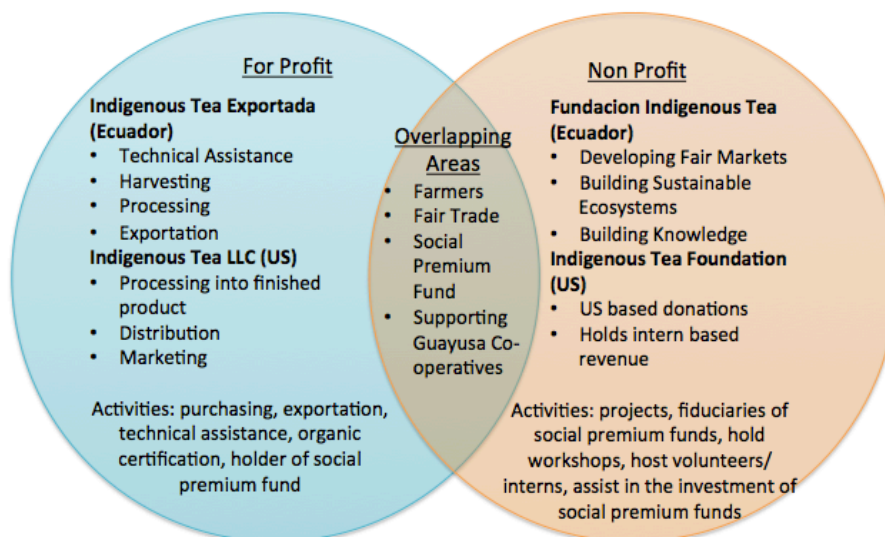 For Profit
Indigenous Tea Exportada
(Ecuador)
• Technical Assistance
• Harvesting
• Processing
• Exportation
Indigenous Tea LLC (US)
• Processing into finished
product
• Distribution
• Marketing
Activities: purchasing, exportation,
technical assistance, organic
certification, holder of social
premium fund
Overlapping
Areas
• Farmers
• Fair Trade
• Social
Premium
Fund
• Supporting
Guayusa Co-
operatives
Non Profit
Fundacion Indigenous Tea
(Ecuador)
• Developing Fair Markets
• Building Sustainable
Ecosystems
• Building Knowledge
Indigenous Tea Foundation
(US)
• US based donations
• Holds intern based
revenue
Activities: projects, fiduciaries of
social premium funds, hold
workshops, host volunteers/
interns, assist in the investment of
social premium funds